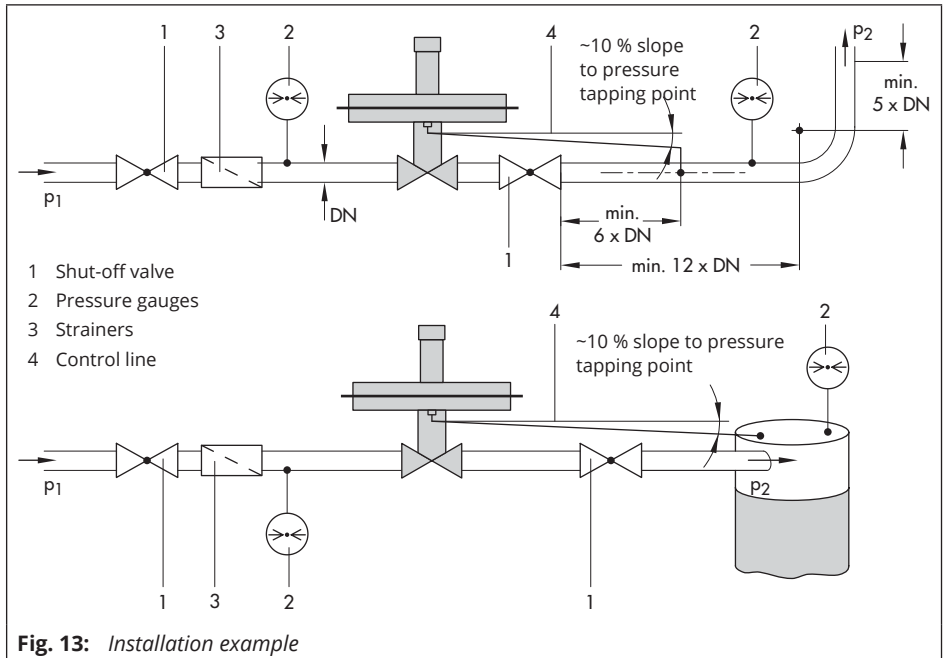 1
3
2
4
~10 % slope
to pressure
tapping point
2
p2
min.
5 x DN
p1
DN
min.
6 x DN
1
min. 12 x DN
1 Shut-off valve
2 Pressure gauges
3 Strainers
4 Control line
4
~10 % slope to pressure
tapping point
2
p1
p2
1
3
2
1
Fig. 13: Installation example